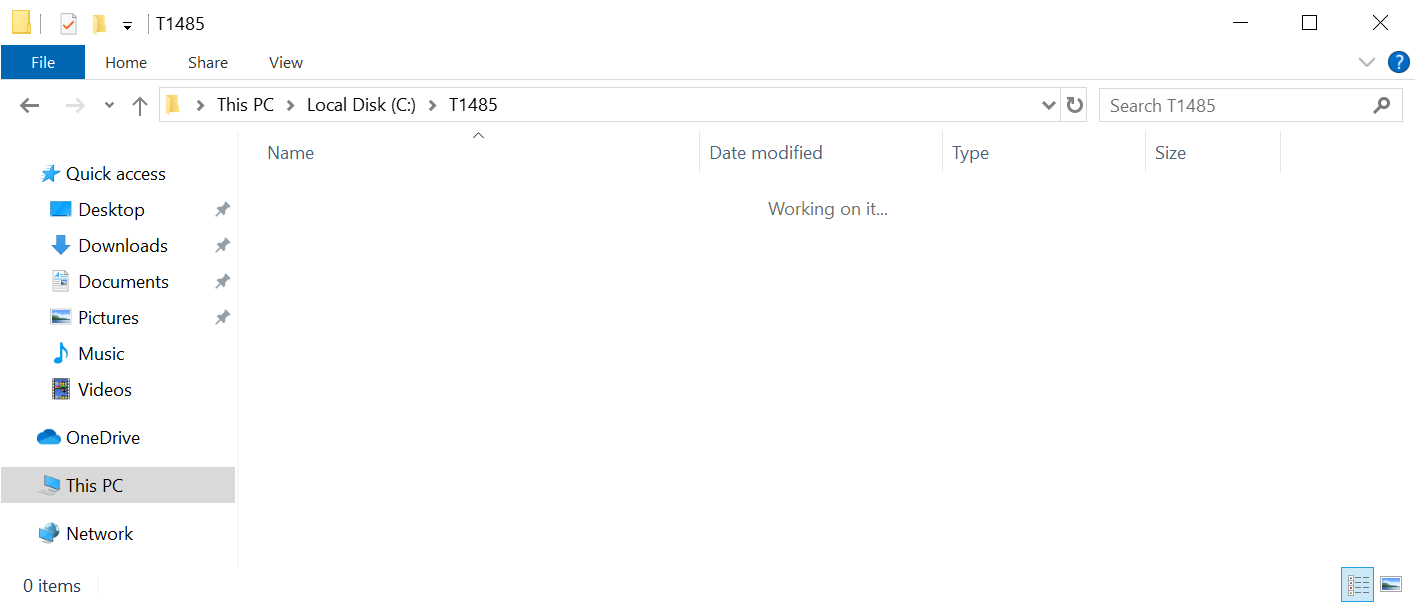 T1485
File Home Share View ?
This PC Local Disk (C:) T1485 Search T1485
Name Date modified Type Size
Working on it...
Quick access
Desktop
Downloads
Documents
Pictures
Music
Videos
OneDrive
This PC
Network
0 items